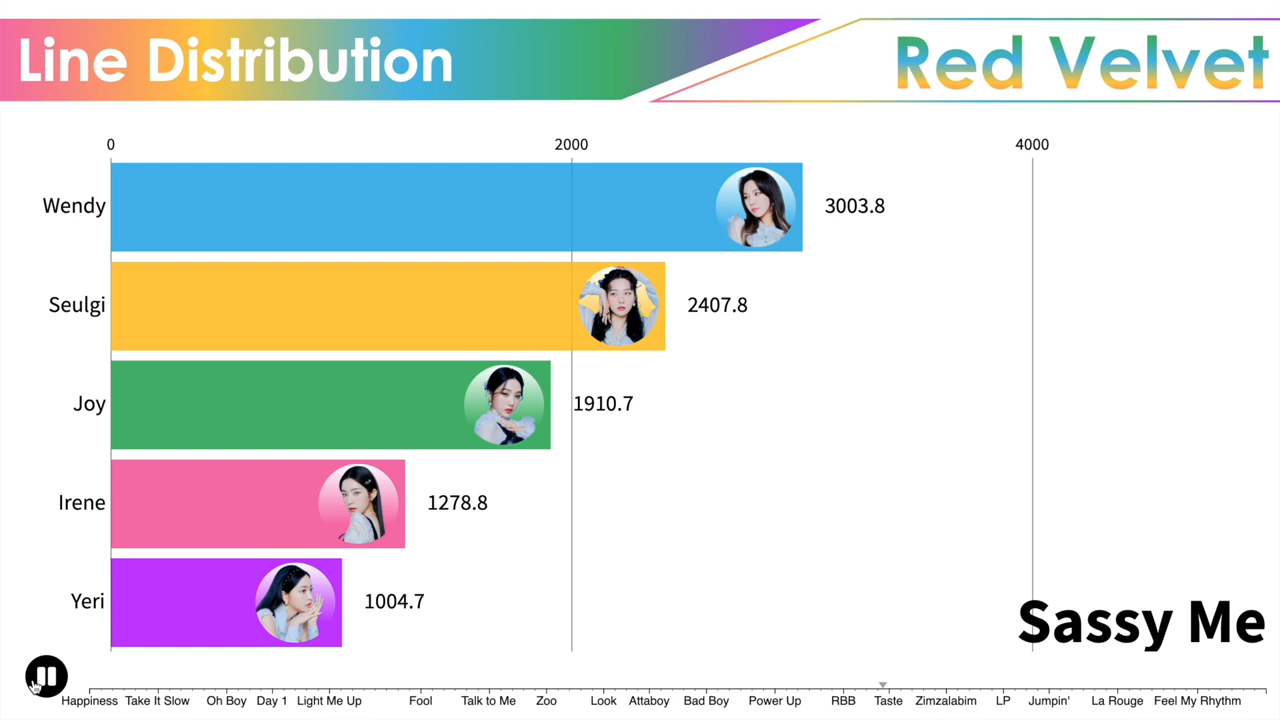 Line Distribution
Red Velvet
0 2000 4000
Wendy 3003.8
Seulgi 2407.8
Joy 1910.7
Irene 1278.8
Yeri 1004.7
Sassy Me
Happiness Take It Slow Oh Boy Day 1 Light Me Up Fool Talk to Me Zoo Look Attaboy Bad Boy Power Up RBB Taste Zimzalabim LP Jumpin' La Rouge Feel My Rhythm